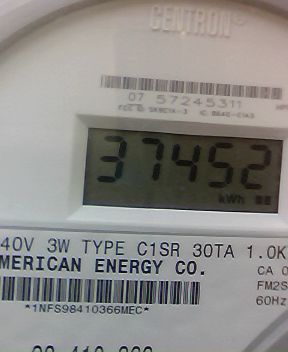 CENTRON®
07 57245311
37452
kWh
40V 3W TYPE C1SR 30TA 1.0K
MERICAN ENERGY CO.
CA 0
FM2S
60Hz
*1NFS98410366MEC*